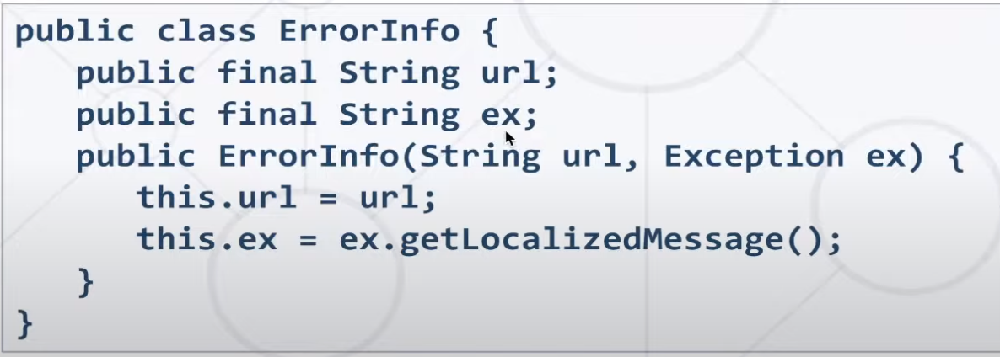 public class ErrorInfo {
   public final String url;
   public final String ex;
   public ErrorInfo(String url, Exception ex) {
      this.url = url;
      this.ex = ex.getLocalizedMessage();
   }
}